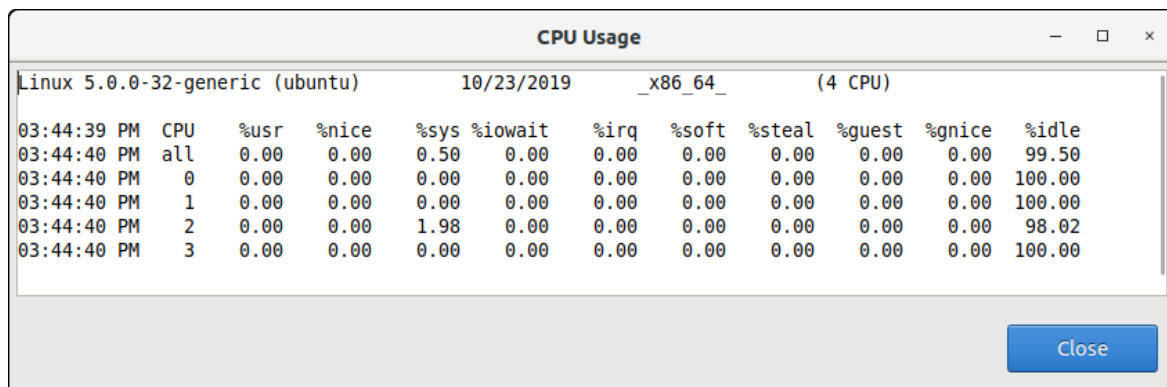 CPU Usage
Linux 5.0.0-32-generic (ubuntu) 10/23/2019 _x86_64_ (4 CPU)
03:44:39 PM CPU %usr %nice %sys %iowait %irq %soft %steal %guest %gnice %idle
03:44:40 PM all 0.00 0.00 0.50 0.00 0.00 0.00 0.00 0.00 0.00 99.50
03:44:40 PM 0 0.00 0.00 0.00 0.00 0.00 0.00 0.00 0.00 0.00 100.00
03:44:40 PM 1 0.00 0.00 0.00 0.00 0.00 0.00 0.00 0.00 0.00 100.00
03:44:40 PM 2 0.00 0.00 1.98 0.00 0.00 0.00 0.00 0.00 0.00 98.02
03:44:40 PM 3 0.00 0.00 0.00 0.00 0.00 0.00 0.00 0.00 0.00 100.00
Close